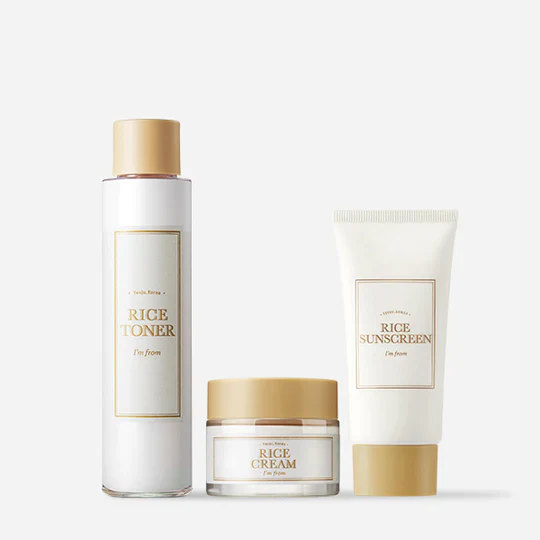 RICE
TONER
I'm from
RICE
CREAM
I'm from
RICE
SUNSCREEN
I'm from